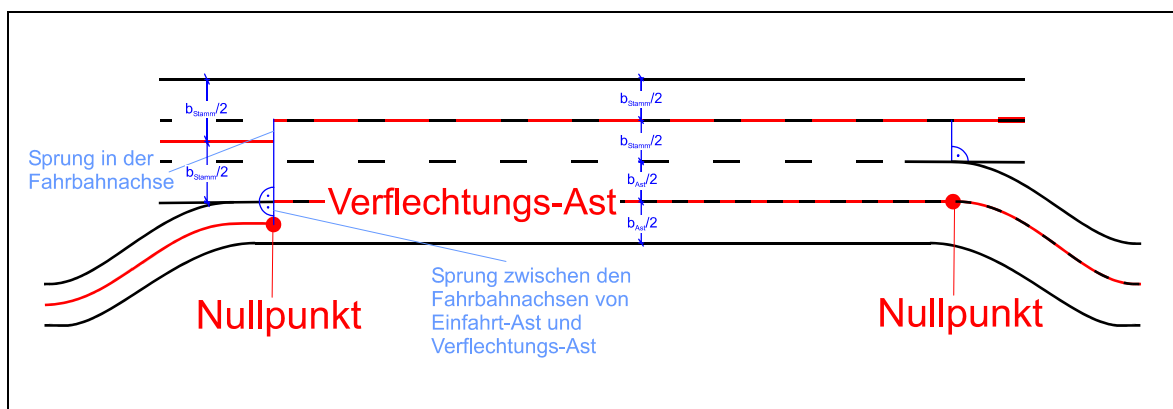 bStamm/2
bStamm/2
Sprung in der
Fahrbahnachse
bStamm/2
bStamm/2
bAst/2
Verflechtungs-Ast
bAst/2
Sprung zwischen den
Fahrbahnachsen von
Einfahrt-Ast und
Verflechtungs-Ast
Nullpunkt
Nullpunkt